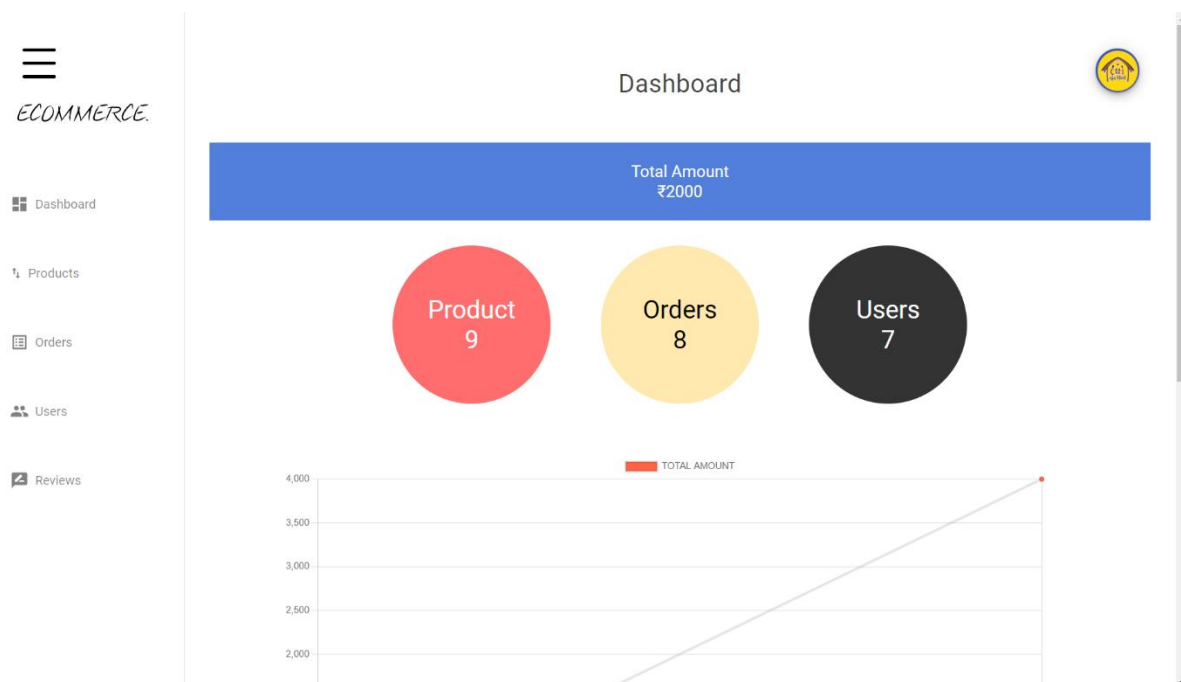 ECOMMERCE.
Dashboard
Products
Orders
Users
Reviews
Dashboard
Total Amount
₹2000
Product
9
Orders
8
Users
7
TOTAL AMOUNT
4,000
3,500
3,000
2,500
2,000